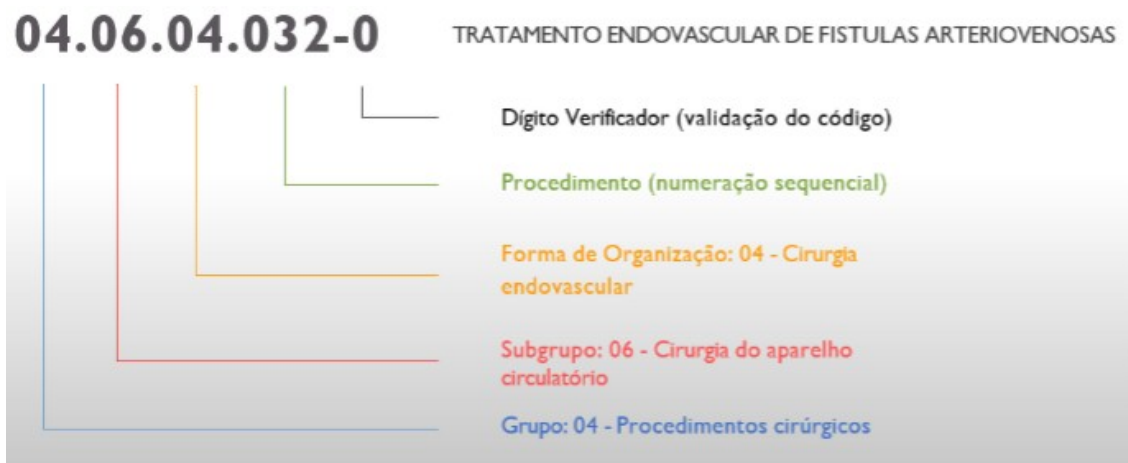 04.06.04.032-0 TRATAMENTO ENDOVASCULAR DE FISTULAS ARTERIOVENOSAS
Dígito Verificador (validação do código)
Procedimento (numeração sequencial)
Forma de Organização: 04 - Cirurgia
endovascular
Subgrupo: 06 - Cirurgia do aparelho
circulatório
Grupo: 04 - Procedimentos cirúrgicos